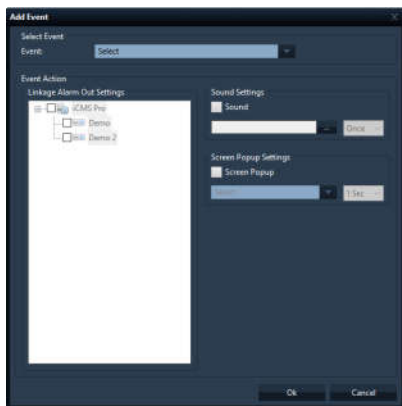 Add Event
X
Select Event
Event: Select
Event Action
Linkage Alarm Out Settings
iCMS Pro
Demo
Demo 2
Sound Settings
Sound
... Once
Screen Popup Settings
Screen Popup
Select 1 Sec
Ok Cancel